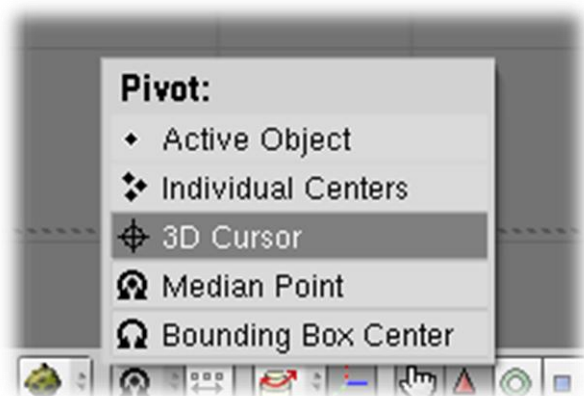 Pivot:
Active Object
Individual Centers
3D Cursor
Median Point
Bounding Box Center